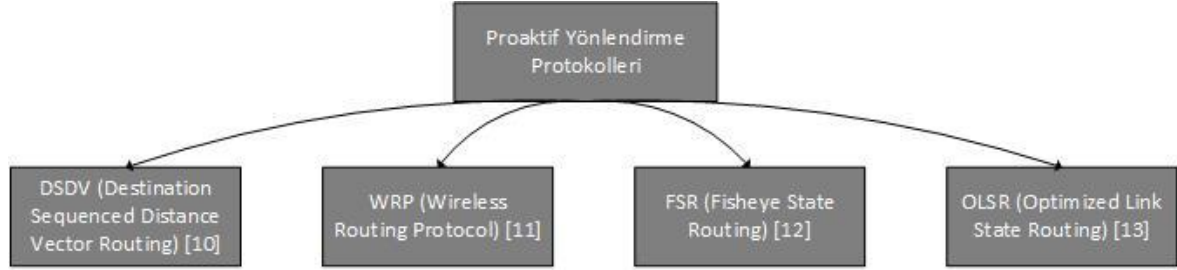 Proaktif Yönlendirme
Protokolleri
DSDV (Destination
Sequenced Distance
Vector Routing) [10]
WRP (Wireless
Routing Protocol) [11]
FSR (Fisheye State
Routing) [12]
OLSR (Optimized Link
State Routing) [13]